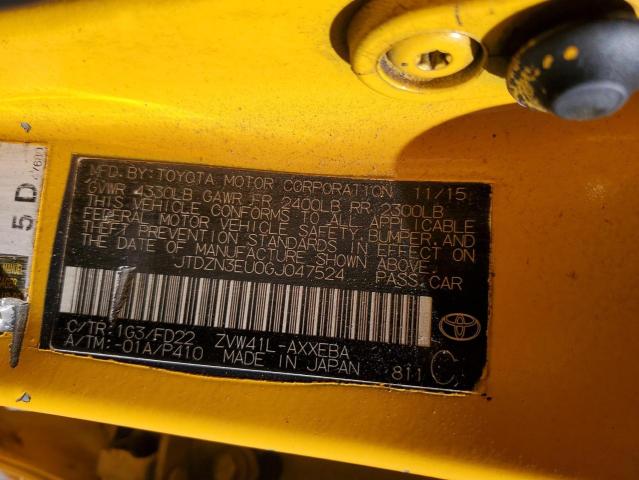 MFD. BY: TOYOTA MOTOR CORPORATION 11/15
GVWR 4330LB GAWR FR 2400LB RR 2300LB
THIS VEHICLE CONFORMS TO ALL APPLICABLE
FEDERAL MOTOR VEHICLE SAFETY, BUMPER, AND
THEFT PREVENTION STANDARDS IN EFFECT ON
THE DATE OF MANUFACTURE SHOWN ABOVE.
JTDZN3EU0GJ047524 PASS.CAR
C/TR: 1G3/FD22 ZVW41L-AXXEBA
A/TM: -01A/P410 MADE IN JAPAN 811 C
5 D